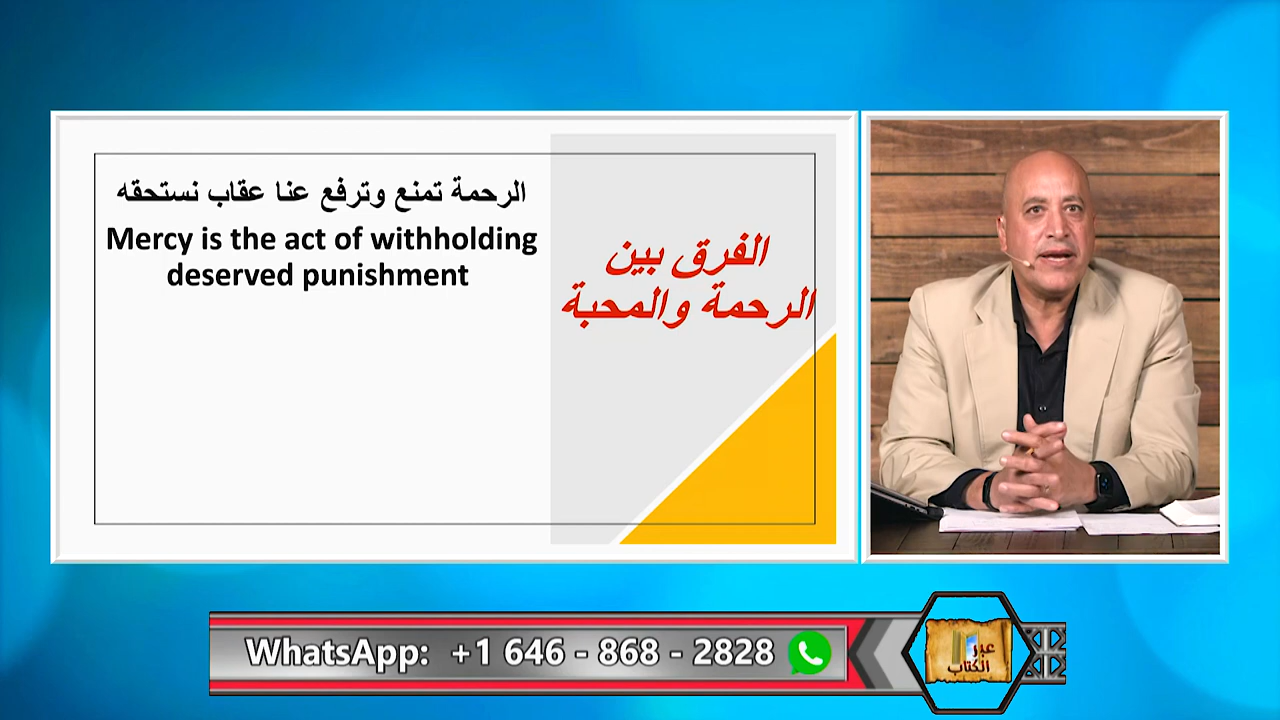 الرحمة تمنع وترفع عنا عقاب نستحقه
Mercy is the act of withholding
deserved punishment
الفرق بين
الرحمة والمحبة
WhatsApp: +1 646 - 868 - 2828
عبر
الكتاب